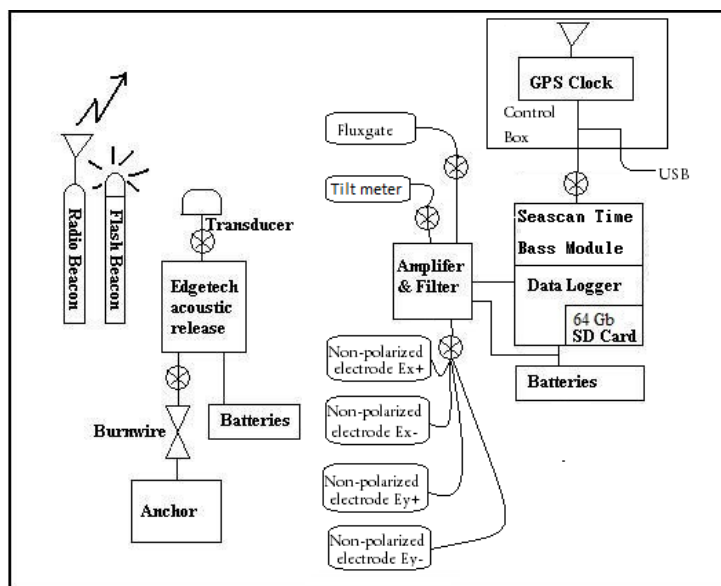 GPS Clock
Control
Box
USB
Fluxgate
Tilt meter
Seascan Time
Bass Module
Amplifer
& Filter
Data Logger
64 Gb
SD Card
Batteries
Radio Beacon
Flash Beacon
Transducer
Edgetech
acoustic
release
Batteries
Burnwire
Anchor
Non-polarized
electrode Ex+
Non-polarized
electrode Ex-
Non-polarized
electrode Ey+
Non-polarized
electrode Ey-